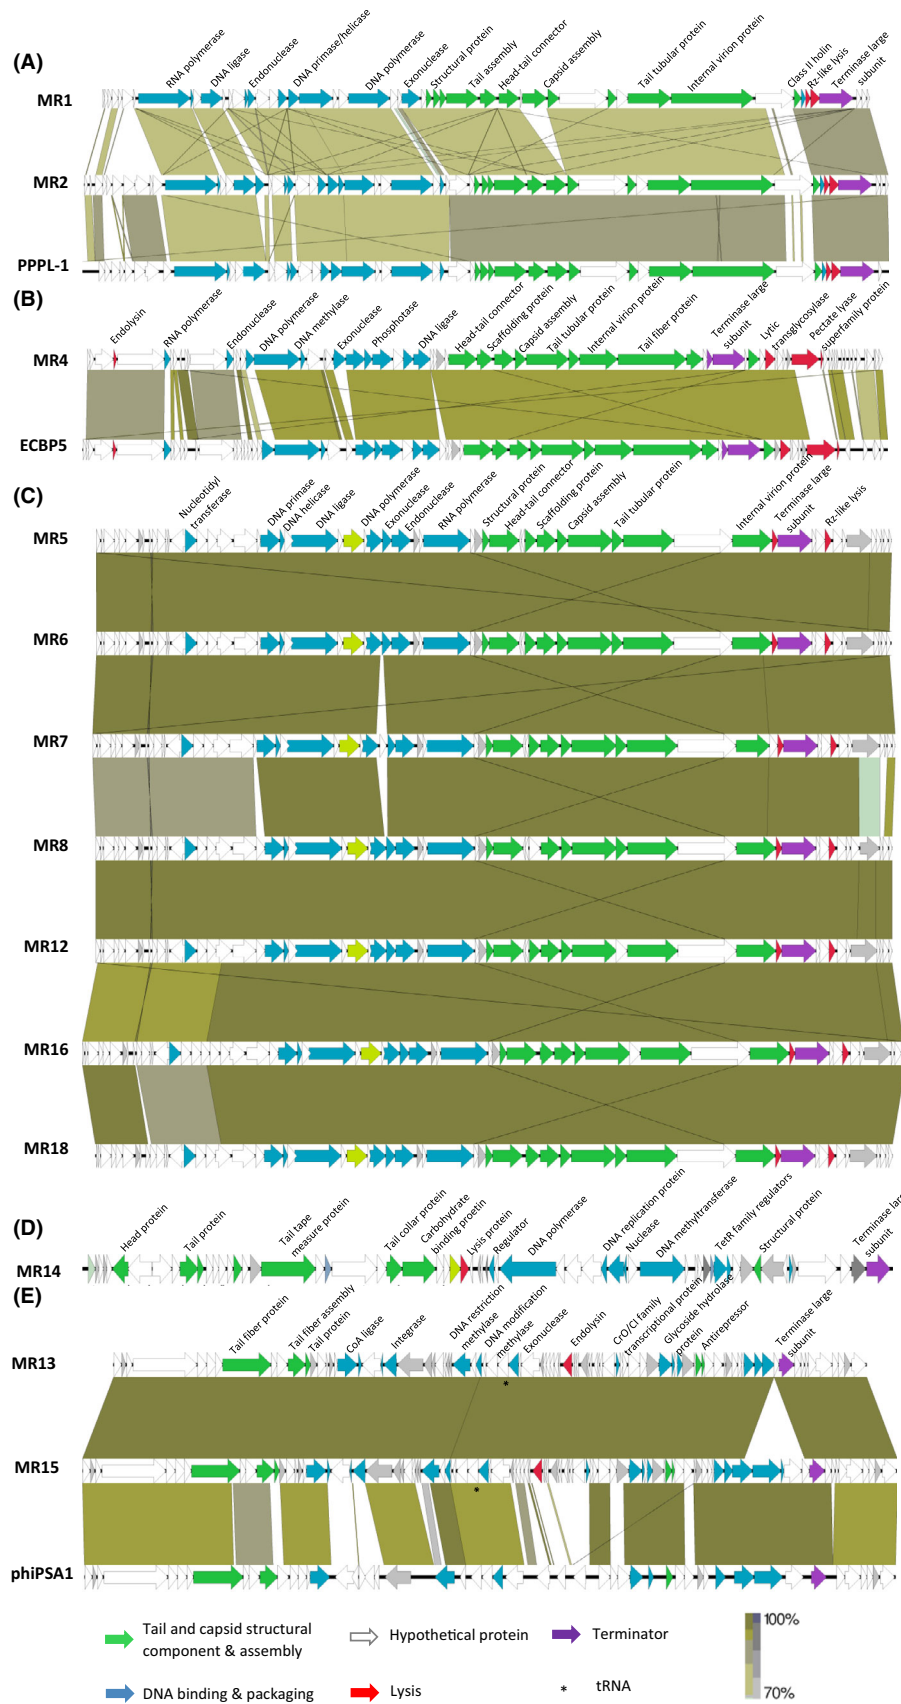 (A)
RNA polymerase
DNA ligase
Endonuclease
DNA primase/helicase
DNA polymerase
Exonuclease
Structural protein
Tail assembly
Head-tail connector
Capsid assembly
Tail tubular protein
Internal virion protein
Class II holin
Rz-like lysis
Terminase large
subunit
MR1
MR2
PPPL-1
(B)
Endolysin
RNA polymerase
Endonuclease
DNA polymerase
DNA methylase
Exonuclease
Phosphotase
DNA ligase
Head-tail connector
Scaffolding protein
Capsid assembly
Tail tubular protein
Internal virion protein
Tail fiber protein
Terminase large
subunit
Lytic
transglycosylase
Pectate lyase
superfamily protein
MR4
ECBP5
(C)
Nucleotidyl
transferase
DNA primase
DNA helicase
DNA ligase
DNA polymerase
Exonuclease
Endonuclease
RNA polymerase
Structural protein
Head-tail connector
Scaffolding protein
Capsid assembly
Tail tubular protein
Internal virion protein
Terminase large
subunit
Rz-like lysis
MR5
MR6
MR7
MR8
MR12
MR16
MR18
(D)
Head protein
Tail protein
Tail tape
measure protein
Tail collar protein
Carbohydrate
binding proetin
Lysis protein
Regulator
DNA polymerase
DNA replication protein
Nuclease
DNA methyltransferase
TetR family regulators
Structural protein
Terminase large
subunit
MR14
(E)
Tail fiber protein
Tail fiber assembly
Tail protein
CoA ligase
Integrase
DNA restriction
methylase
DNA modification
methylase
Exonuclease
Endolysin
CrO/CI family
transcriptional protein
Glycoside hydrolase
protein
Antirepressor
Terminase large
subunit
MR13
*
MR15
*
phiPSA1
Tail and capsid structural
component & assembly
Hypothetical protein
Terminator
DNA binding & packaging
Lysis
* tRNA
100%
70%